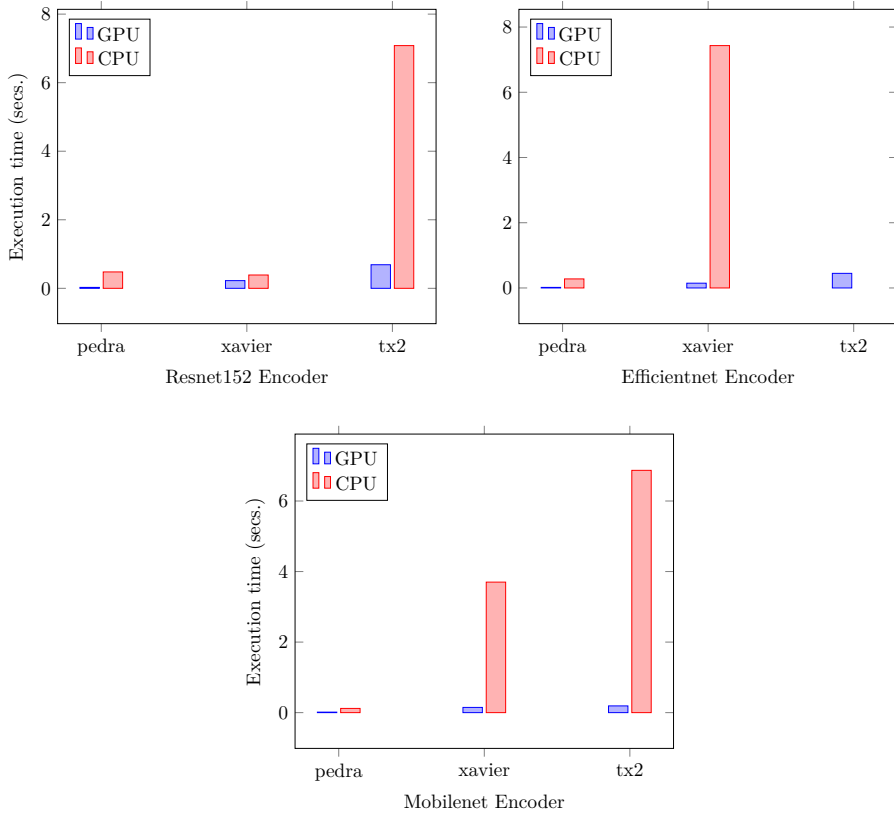 GPU
CPU
8
6
4
2
0
Execution time (secs.)
pedra
xavier
tx2
Resnet152 Encoder
GPU
CPU
8
6
4
2
0
pedra
xavier
tx2
Efficientnet Encoder
GPU
CPU
6
4
2
0
Execution time (secs.)
pedra
xavier
tx2
Mobilenet Encoder